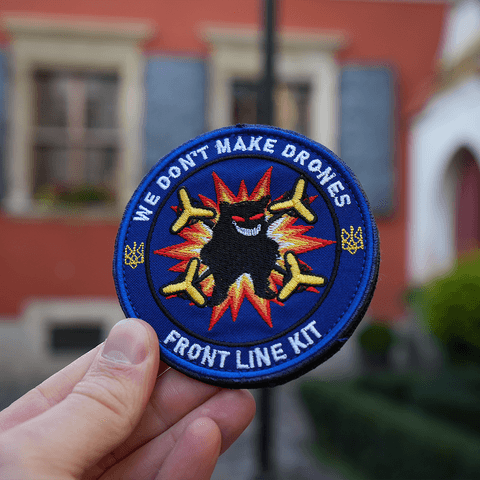 WE DON'T MAKE DRONES
FRONT LINE KIT